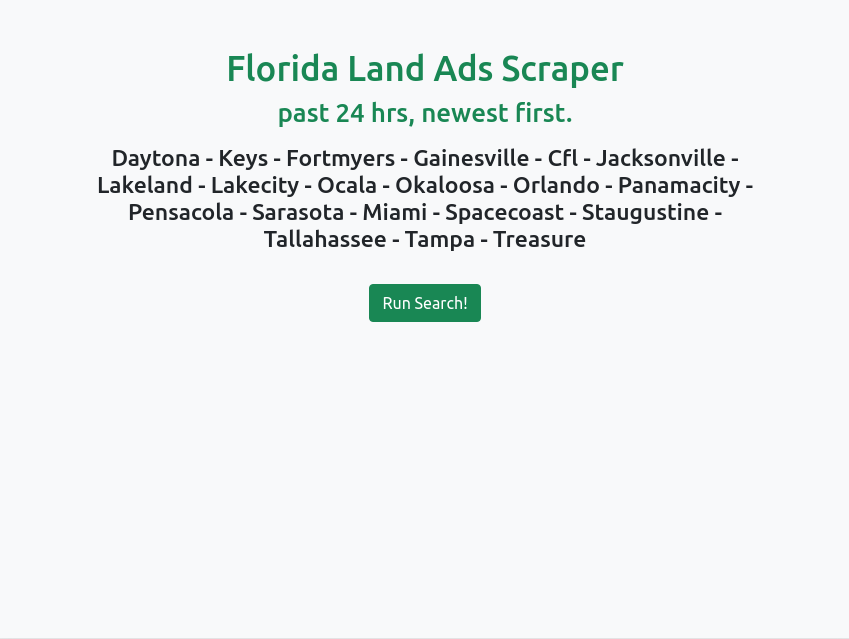 Florida Land Ads Scraper
past 24 hrs, newest first.
Daytona - Keys - Fortmyers - Gainesville - Cfl - Jacksonville -
Lakeland - Lakecity - Ocala - Okaloosa - Orlando - Panamacity -
Pensacola - Sarasota - Miami - Spacecoast - Staugustine -
Tallahassee - Tampa - Treasure
Run Search!